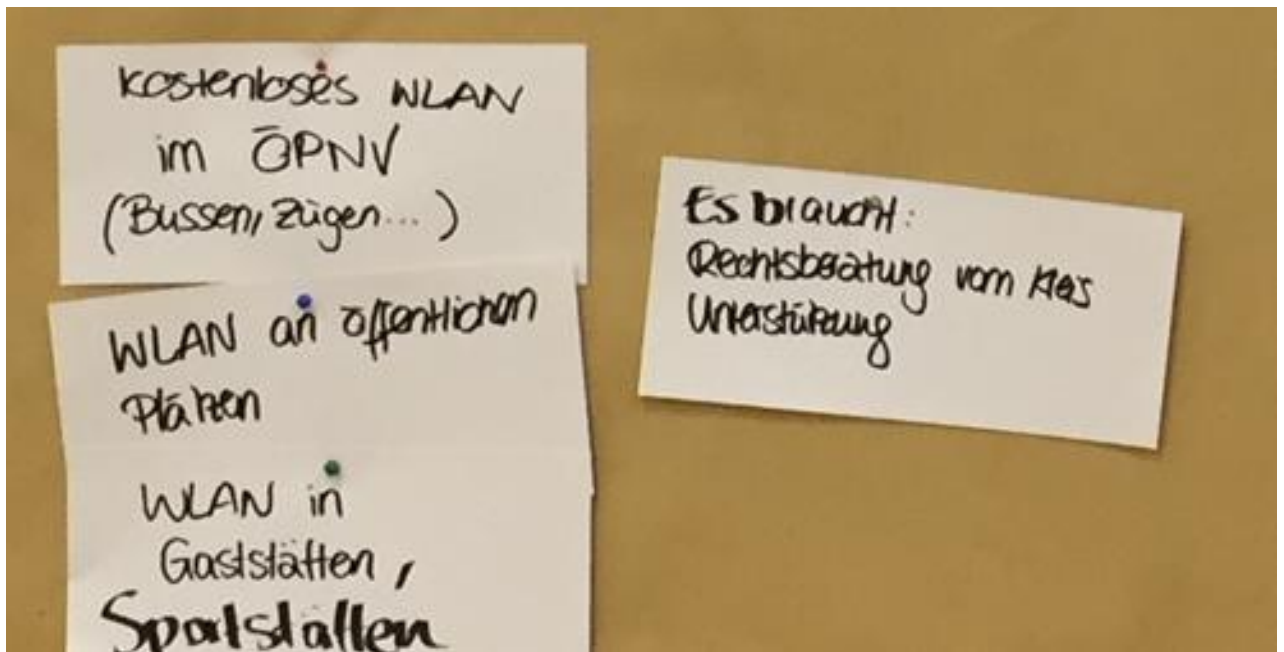 kostenloses WLAN
im ÖPNV
(Bussen, Zügen...)
WLAN an öffentlichen
Plätzen
WLAN in
Gaststätten,
Sportstätten
Es braucht:
Rechtsberatung vom Kreis
Unterstützung